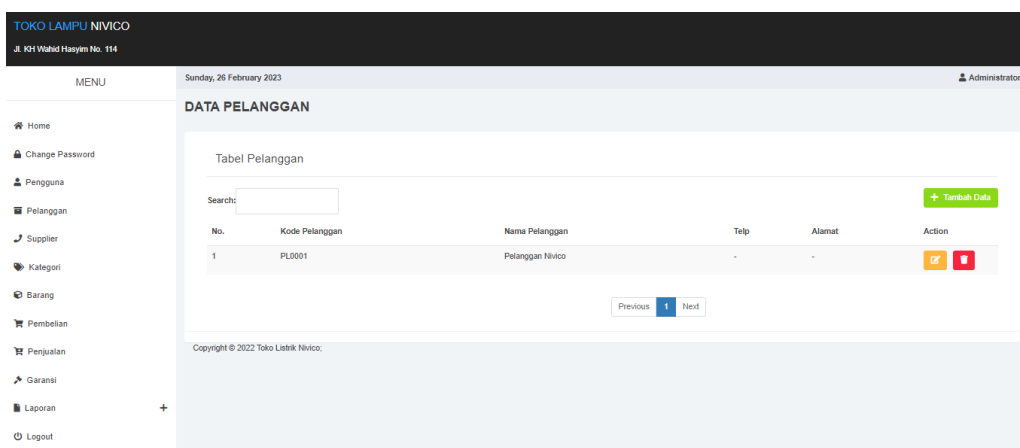 TOKO LAMPU NIVICO
Jl. KH Wahid Hasyim No. 114
MENU
Home
Change Password
Pengguna
Pelanggan
Supplier
Kategori
Barang
Pembelian
Penjualan
Garansi
Laporan +
Logout
Sunday, 26 February 2023 Administrator
DATA PELANGGAN
Tabel Pelanggan
Search: + Tambah Data
No. Kode Pelanggan Nama Pelanggan Telp Alamat Action
1 PL0001 Pelanggan Nivico - -
Previous 1 Next
Copyright © 2022 Toko Listrik Nivico;